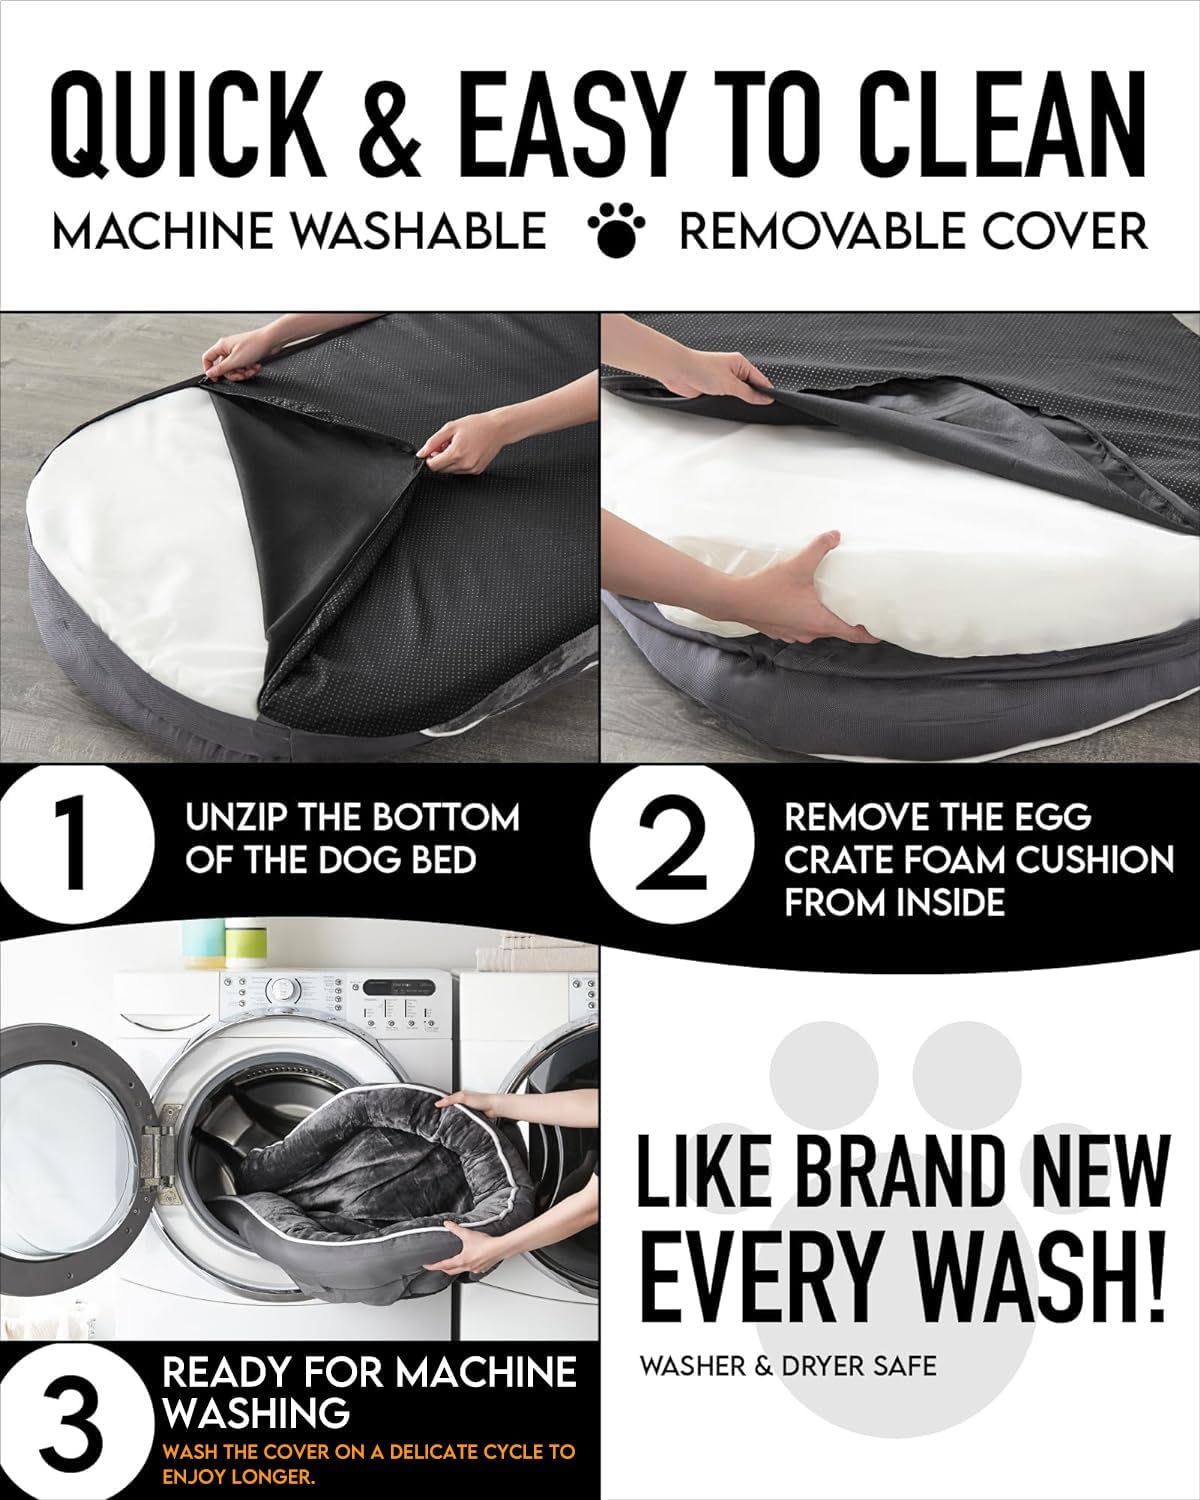 QUICK & EASY TO CLEAN
MACHINE WASHABLE REMOVABLE COVER
1
UNZIP THE BOTTOM
OF THE DOG BED
2
REMOVE THE EGG
CRATE FOAM CUSHION
FROM INSIDE
3
READY FOR MACHINE
WASHING
WASH THE COVER ON A DELICATE CYCLE TO
ENJOY LONGER.
LIKE BRAND NEW
EVERY WASH!
WASHER & DRYER SAFE